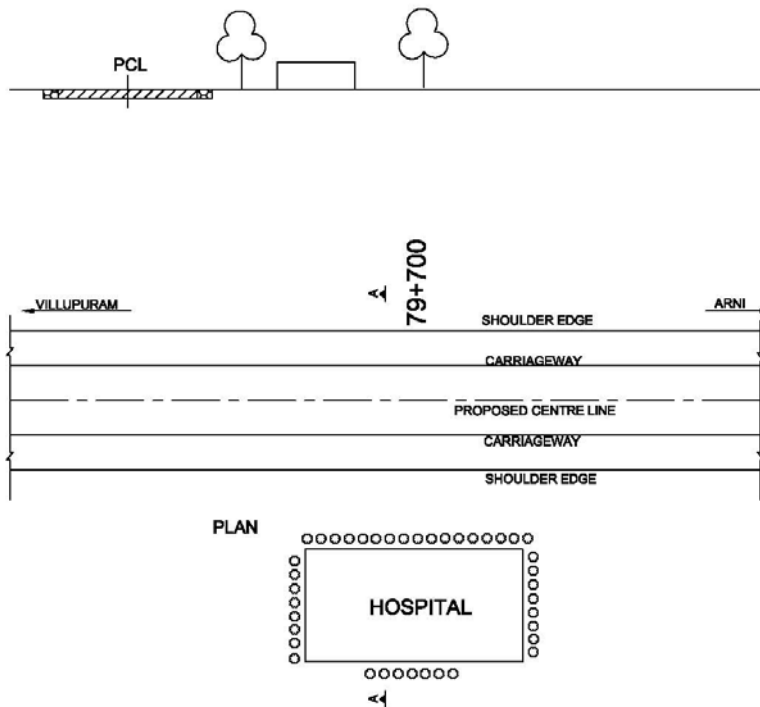 PCL
A
79+700
VILLUPURAM
ARNI
SHOULDER EDGE
CARRIAGEWAY
PROPOSED CENTRE LINE
CARRIAGEWAY
SHOULDER EDGE
PLAN
HOSPITAL
A